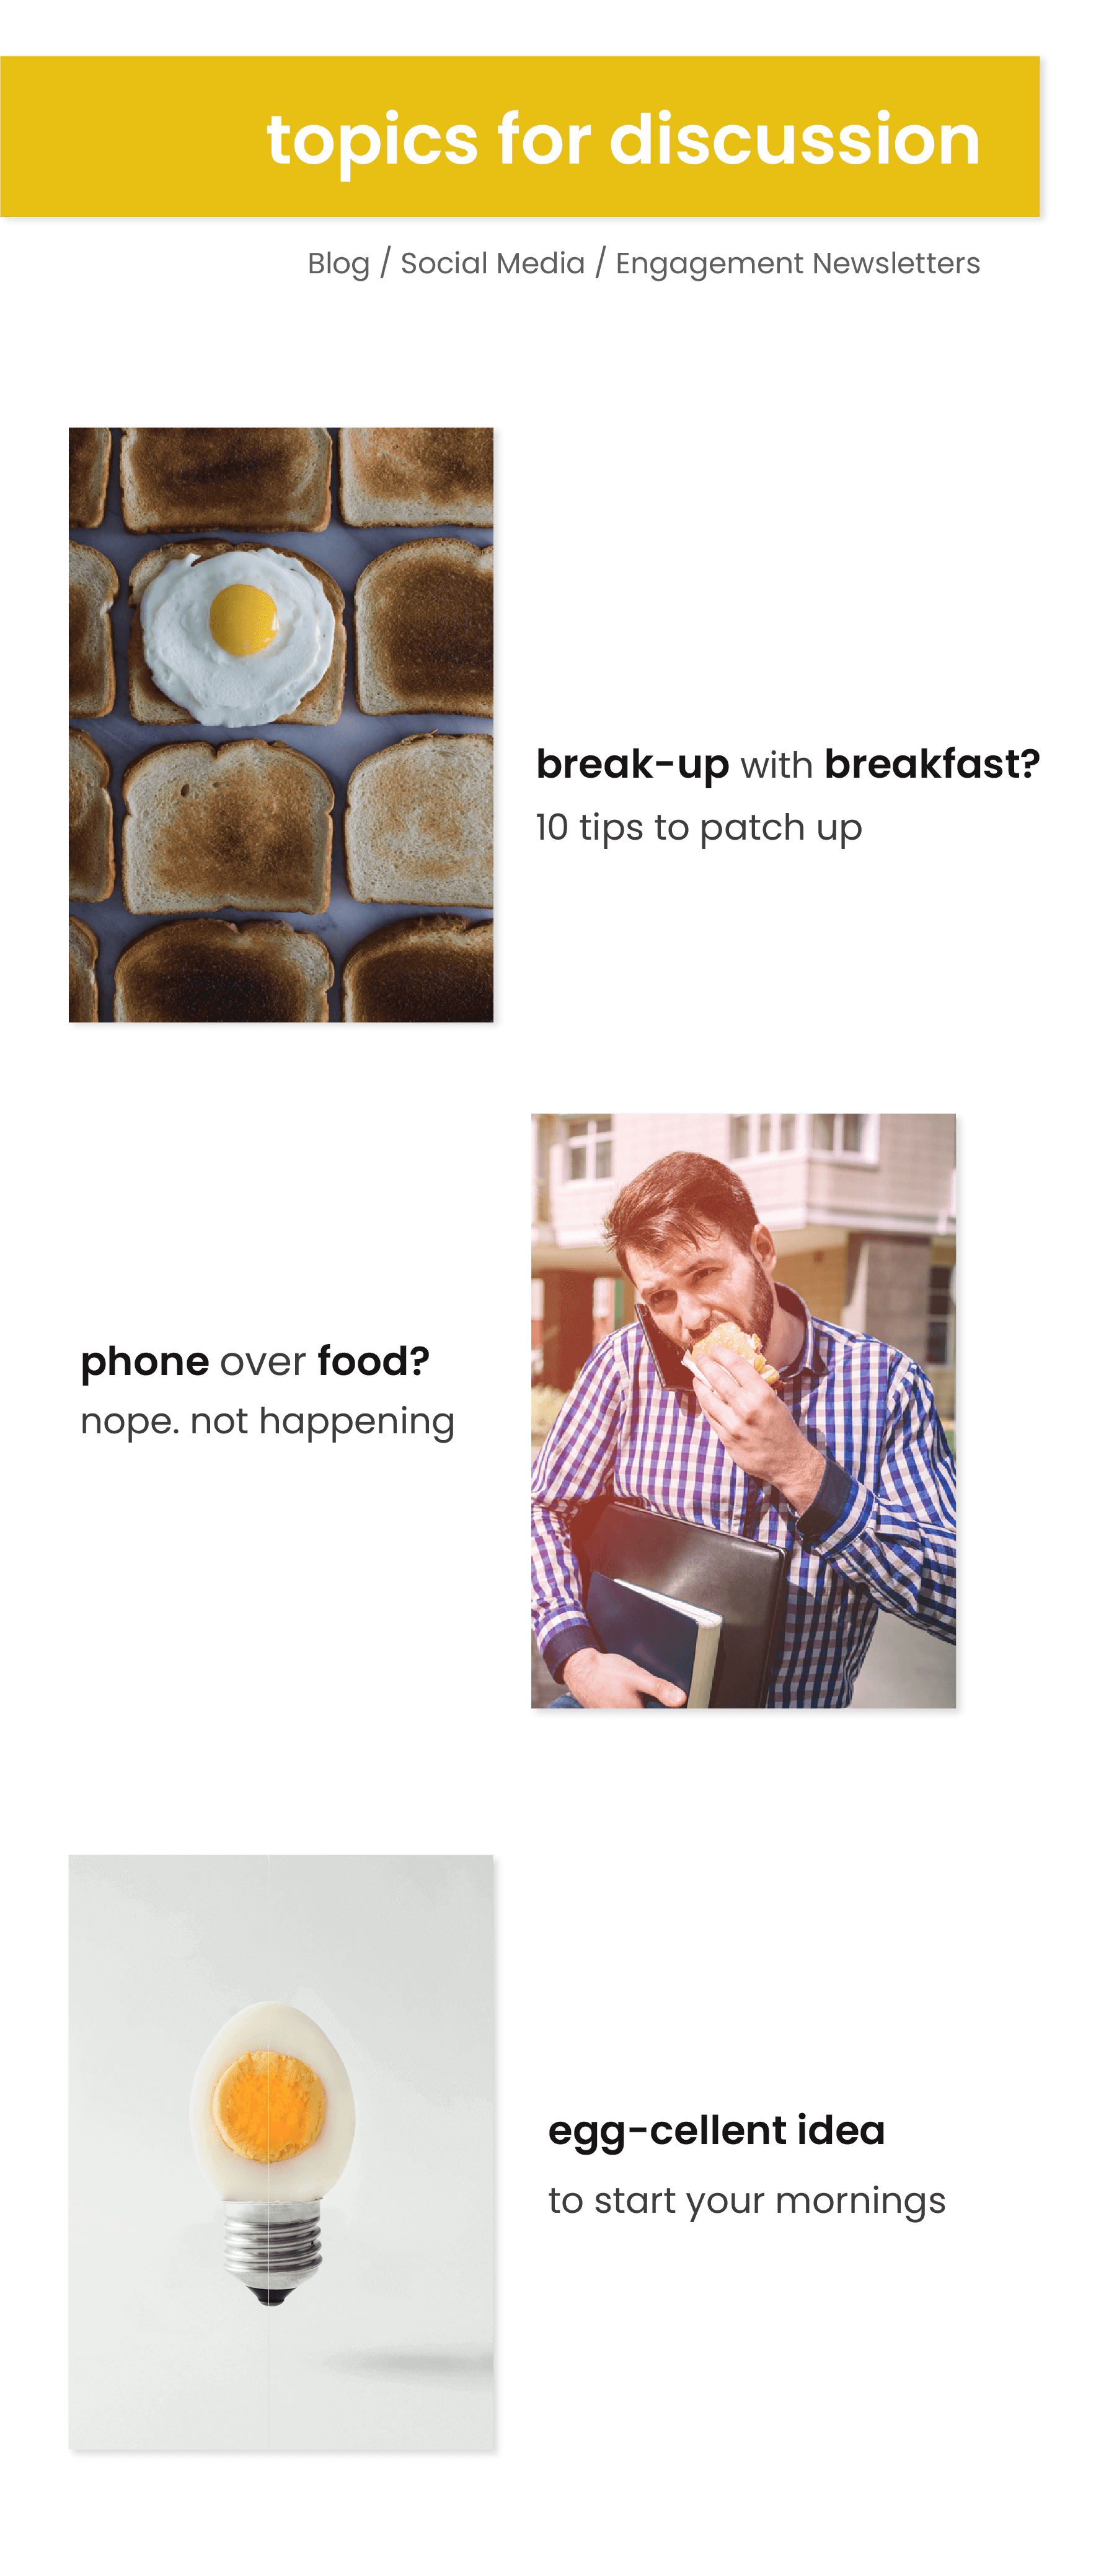 topics for discussion
Blog / Social Media / Engagement Newsletters
break-up with breakfast?
10 tips to patch up
phone over food?
nope. not happening
egg-cellent idea
to start your mornings